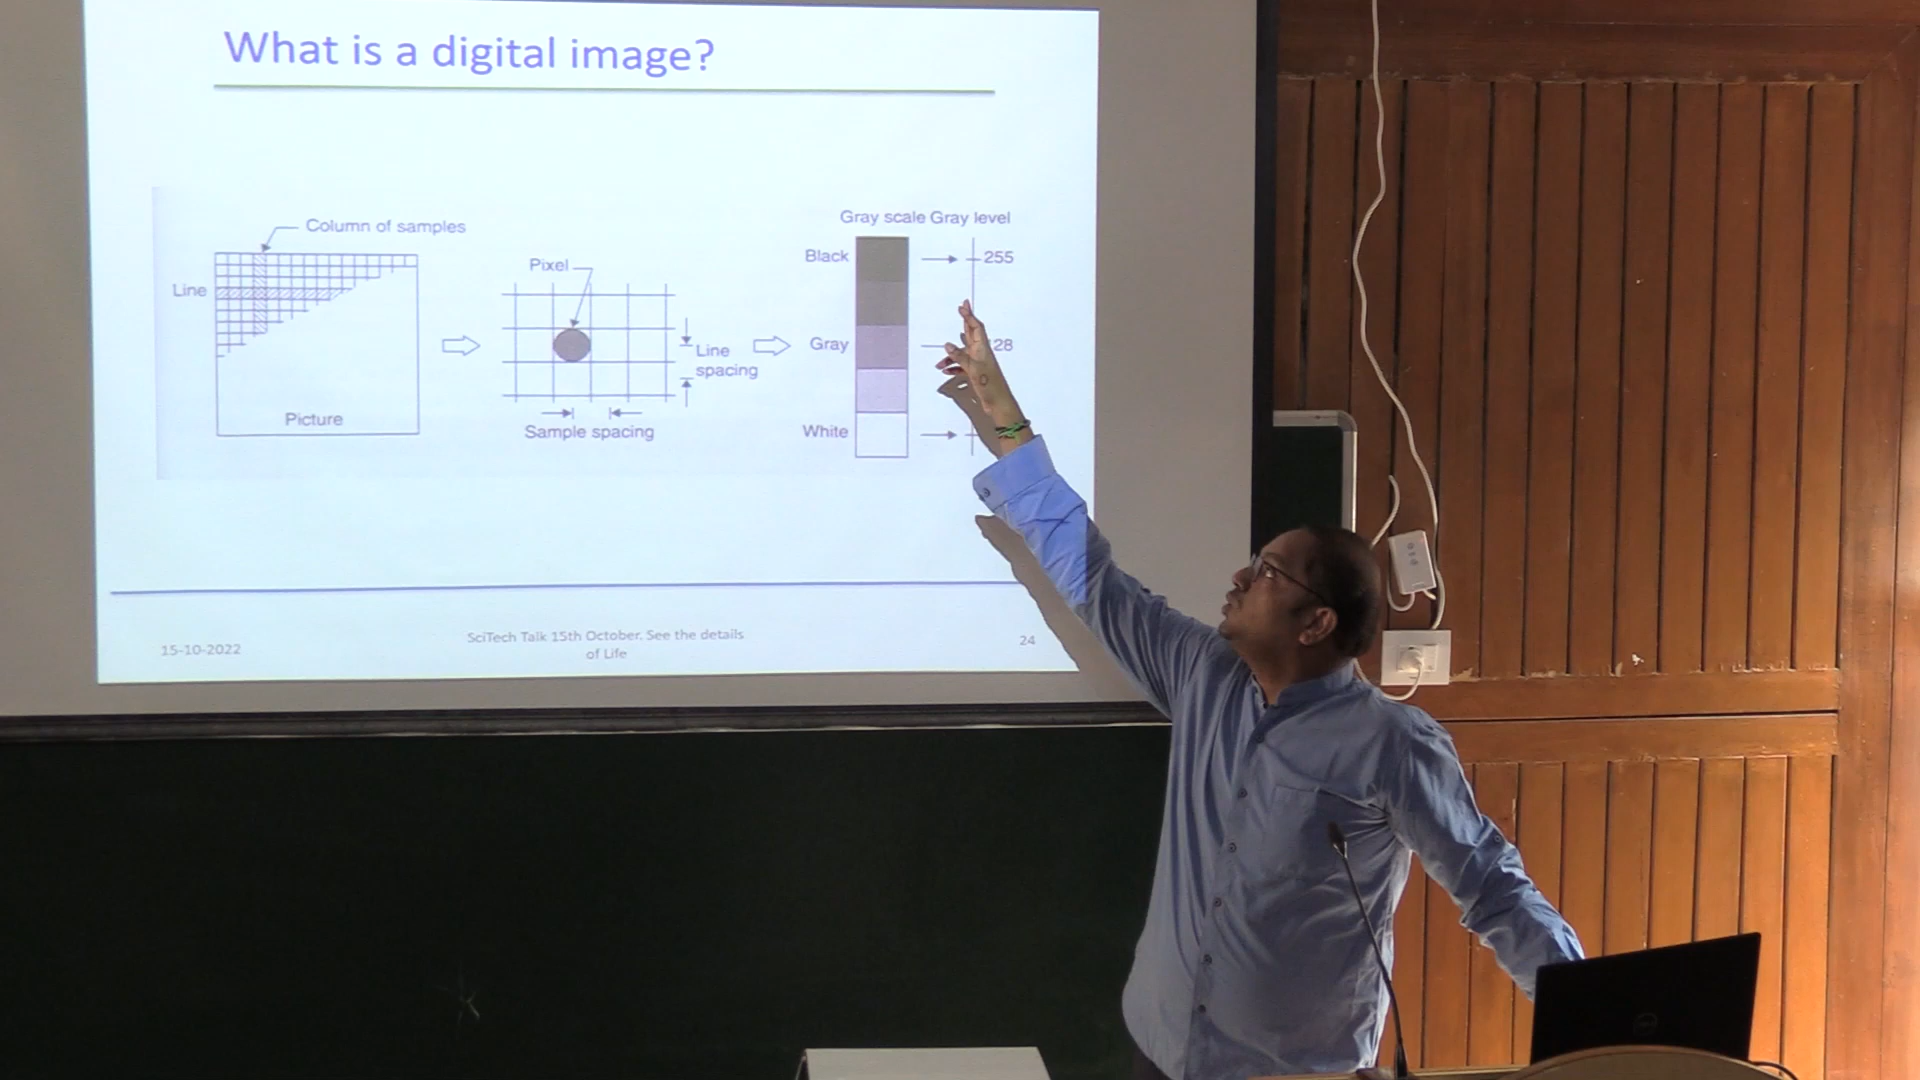 What is a digital image?
Column of samples
Line
Picture
Pixel
Line
spacing
Sample spacing
Gray scale Gray level
Black
255
Gray
28
White
15-10-2022
SciTech Talk 15th October. See the details
of Life
24